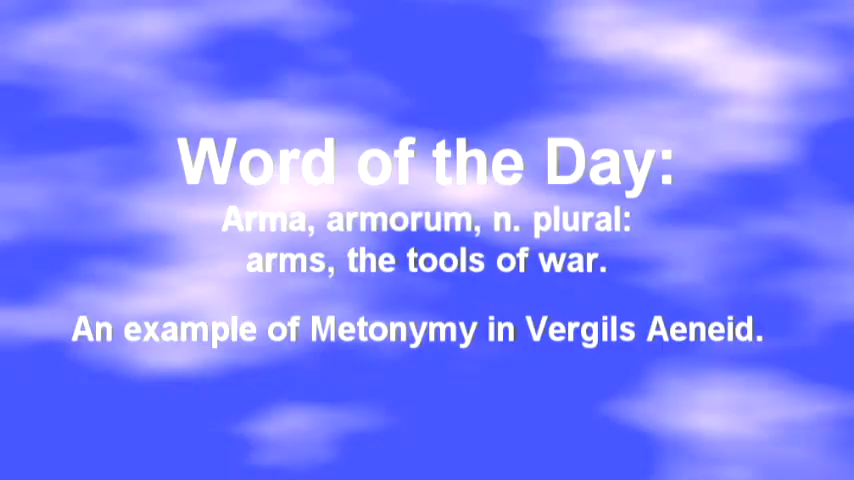 Word of the Day:
Arma, armorum, n. plural:
arms, the tools of war.
An example of Metonymy in Vergils Aeneid.